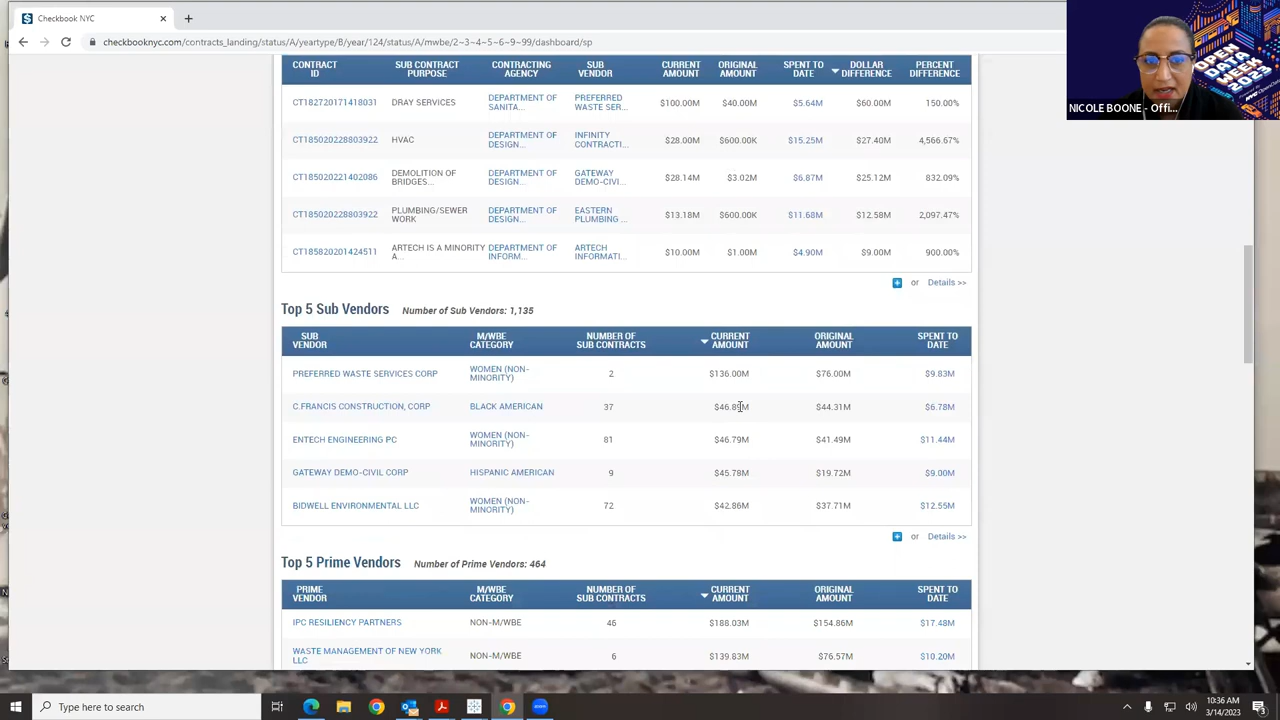 Checkbook NYC
checkbooknyc.com/contracts_landing/status/A/yeartype/B/year/124/status/A/mwbe/2~3~4~5~6~9~99/dashboard/sp
OPEN DATA WEEK 2023
NICOLE BOONE - Offi...
CONTRACT ID SUB CONTRACT PURPOSE CONTRACTING AGENCY SUB VENDOR CURRENT AMOUNT ORIGINAL AMOUNT SPENT TO DATE DOLLAR DIFFERENCE PERCENT DIFFERENCE
CT182720171418031 DRAY SERVICES DEPARTMENT OF SANITA... PREFERRED WASTE SER... $100.00M $40.00M $5.64M $60.00M 150.00%
CT185020228803922 HVAC DEPARTMENT OF DESIGN... INFINITY CONTRACTI... $28.00M $600.00K $15.25M $27.40M 4,566.67%
CT185020221402086 DEMOLITION OF BRIDGES... DEPARTMENT OF DESIGN... GATEWAY DEMO-CIVI... $28.14M $3.02M $6.87M $25.12M 832.09%
CT185020228803922 PLUMBING/SEWER WORK DEPARTMENT OF DESIGN... EASTERN PLUMBING ... $13.18M $600.00K $11.68M $12.58M 2,097.47%
CT185820201424511 ARTECH IS A MINORITY A... DEPARTMENT OF INFORM... ARTECH INFORMATI... $10.00M $1.00M $4.90M $9.00M 900.00%
or Details >>
Top 5 Sub Vendors Number of Sub Vendors: 1,135
SUB VENDOR M/WBE CATEGORY NUMBER OF SUB CONTRACTS CURRENT AMOUNT ORIGINAL AMOUNT SPENT TO DATE
PREFERRED WASTE SERVICES CORP WOMEN (NON-MINORITY) 2 $136.00M $76.00M $9.83M
C.FRANCIS CONSTRUCTION, CORP BLACK AMERICAN 37 $44.31M $6.78M
ENTECH ENGINEERING PC WOMEN (NON-MINORITY) 81 $46.79M $41.49M $11.44M
GATEWAY DEMO-CIVIL CORP HISPANIC AMERICAN 9 $45.78M $19.72M $9.00M
BIDWELL ENVIRONMENTAL LLC WOMEN (NON-MINORITY) 72 $42.86M $37.71M $12.55M
or Details >>
Top 5 Prime Vendors Number of Prime Vendors: 464
PRIME VENDOR M/WBE CATEGORY NUMBER OF SUB CONTRACTS CURRENT AMOUNT ORIGINAL AMOUNT SPENT TO DATE
IPC RESILIENCY PARTNERS NON-M/WBE 46 $188.03M $154.86M $17.48M
WASTE MANAGEMENT OF NEW YORK LLC NON-M/WBE 6 $139.83M $76.57M $10.20M
Type here to search
10:36 AM
3/14/2023